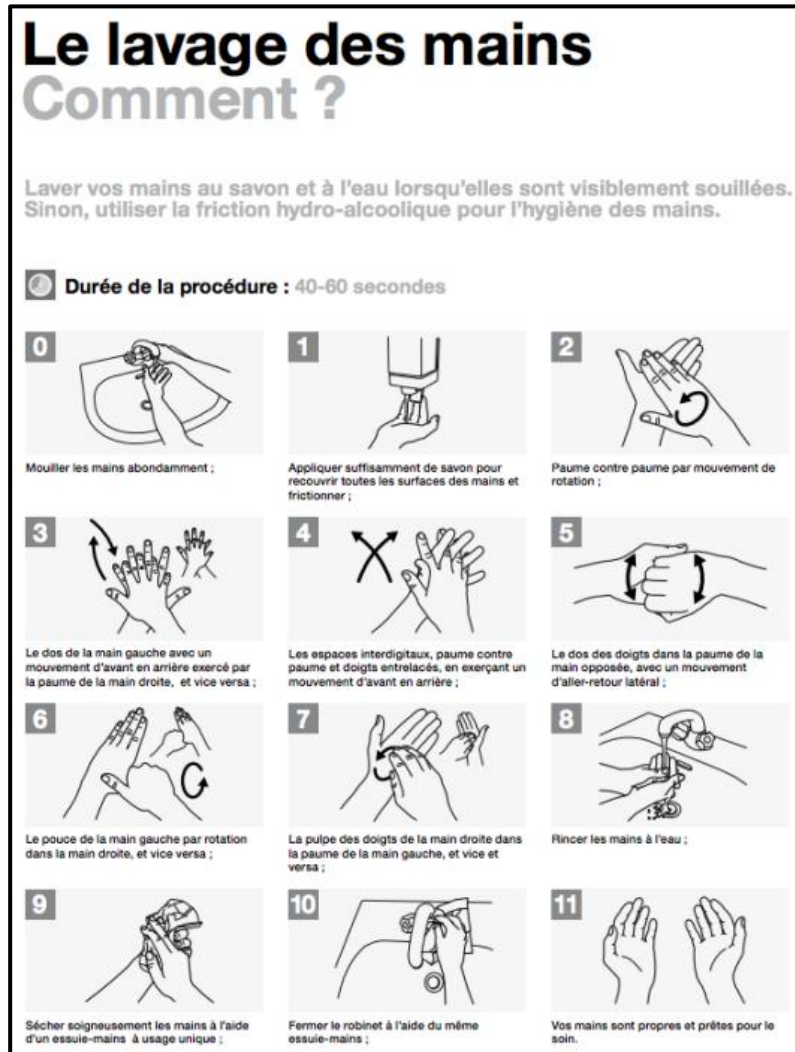 Le lavage des mains
Comment ?
Laver vos mains au savon et à l'eau lorsqu'elles sont visiblement souillées.
Sinon, utiliser la friction hydro-alcoolique pour l'hygiène des mains.
Durée de la procédure : 40-60 secondes
0
Mouiller les mains abondamment ;
1
Appliquer suffisamment de savon pour
recouvrir toutes les surfaces des mains et
frictionner ;
2
Paume contre paume par mouvement de
rotation ;
3
Le dos de la main gauche avec un
mouvement d'avant en arrière exercé par
la paume de la main droite, et vice versa ;
4
Les espaces interdigitaux, paume contre
paume et doigts entrelacés, en exerçant un
mouvement d'avant en arrière ;
5
Le dos des doigts dans la paume de la
main opposée, avec un mouvement
d'aller-retour latéral ;
6
Le pouce de la main gauche par rotation
dans la main droite, et vice versa ;
7
La pulpe des doigts de la main droite dans
la paume de la main gauche, et vice et
versa ;
8
Rincer les mains à l'eau ;
9
Sécher soigneusement les mains à l'aide
d'un essuie-mains à usage unique ;
10
Fermer le robinet à l'aide du même
essuie-mains ;
11
Vos mains sont propres et prêtes pour le
soin.